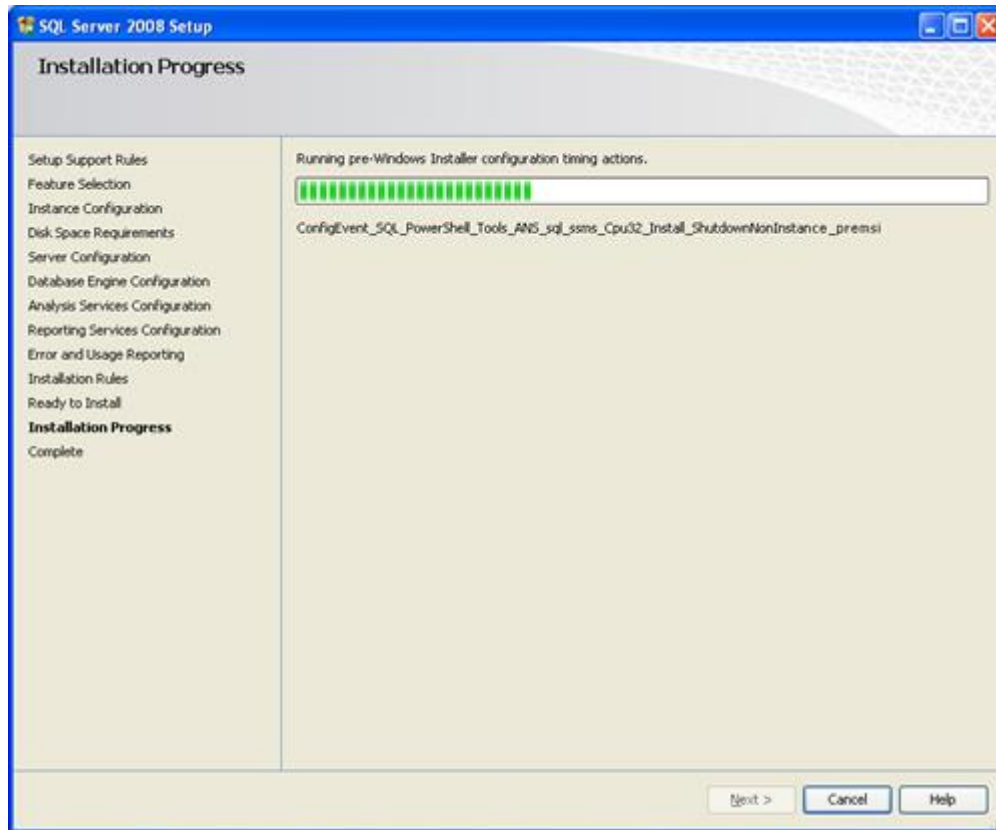 SQL Server 2008 Setup
Installation Progress
Setup Support Rules
Feature Selection
Instance Configuration
Disk Space Requirements
Server Configuration
Database Engine Configuration
Analysis Services Configuration
Reporting Services Configuration
Error and Usage Reporting
Installation Rules
Ready to Install
Installation Progress
Complete
Running pre-Windows Installer configuration timing actions.
ConfigEvent_SQL_PowerShell_Tools_ANS_sql_ssms_Cpu32_Install_ShutdownNonInstance_premsi
Next >
Cancel
Help